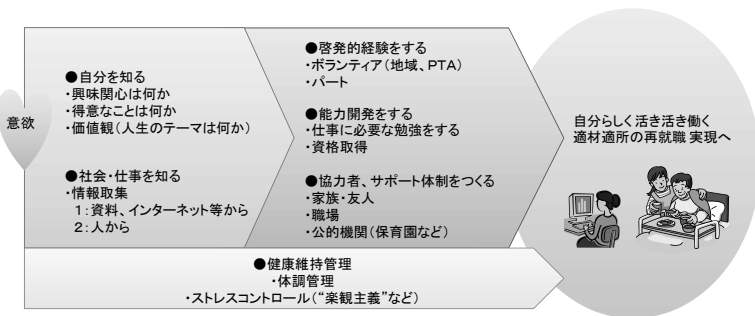 意欲
●自分を知る
・興味関心は何か
・得意なことは何か
・価値観(人生のテーマは何か)
●社会・仕事を知る
・情報取集
1:資料、インターネット等から
2:人から
●啓発的経験をする
・ボランティア(地域、PTA)
・パート
●能力開発をする
・仕事に必要な勉強をする
・資格取得
●協力者、サポート体制をつくる
・家族・友人
・職場
・公的機関(保育園など)
●健康維持管理
・体調管理
・ストレスコントロール(“楽観主義”など)
自分らしく活き活き働く
適材適所の再就職 実現へ